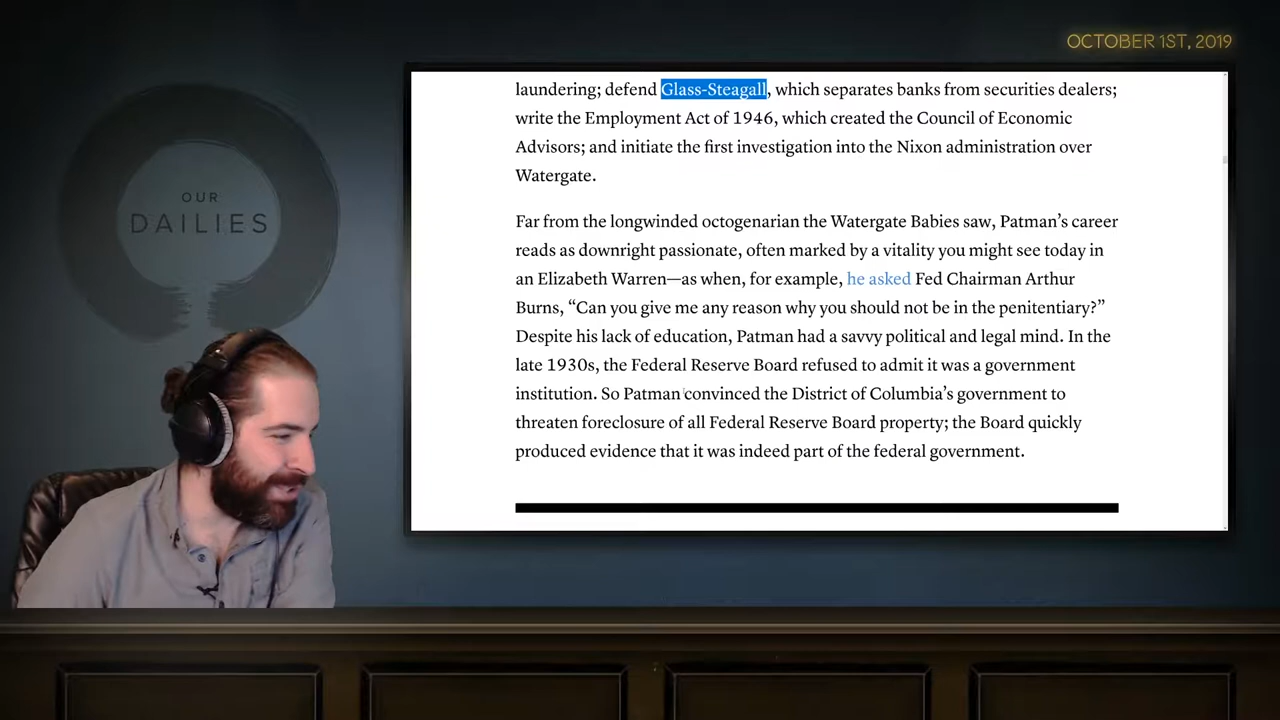 OCTOBER 1ST, 2019
OUR
DAILIES
laundering; defend Glass-Steagall, which separates banks from securities dealers;
write the Employment Act of 1946, which created the Council of Economic
Advisors; and initiate the first investigation into the Nixon administration over
Watergate.
Far from the longwinded octogenarian the Watergate Babies saw, Patman’s career
reads as downright passionate, often marked by a vitality you might see today in
an Elizabeth Warren—as when, for example, he asked Fed Chairman Arthur
Burns, “Can you give me any reason why you should not be in the penitentiary?”
Despite his lack of education, Patman had a savvy political and legal mind. In the
late 1930s, the Federal Reserve Board refused to admit it was a government
institution. So Patman convinced the District of Columbia’s government to
threaten foreclosure of all Federal Reserve Board property; the Board quickly
produced evidence that it was indeed part of the federal government.